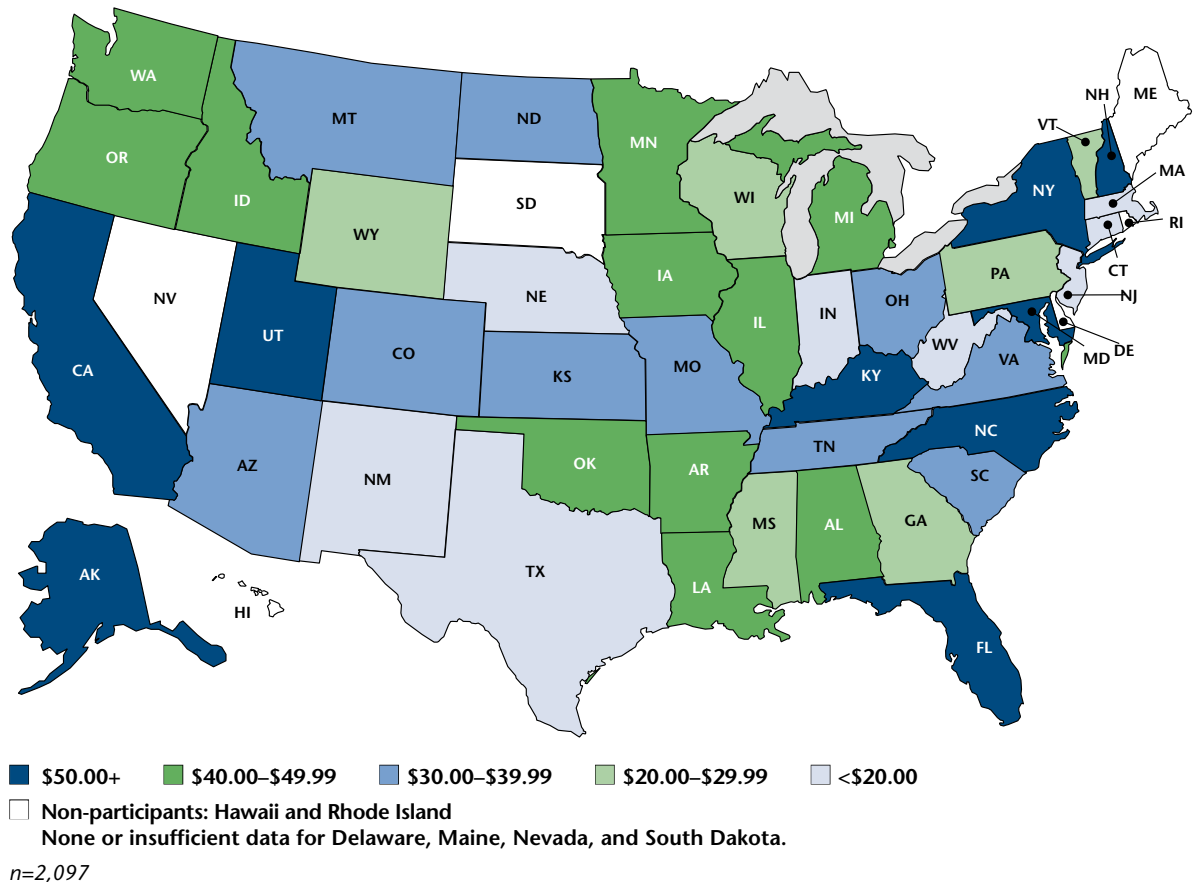 WA
MT
ND
MN
NH
ME
VT
OR
ID
WY
SD
WI
MI
NY
MA
RI
CT
NJ
DE
MD
NV
UT
CO
NE
IA
IL
IN
OH
PA
WV
VA
CA
KS
MO
KY
NC
AZ
NM
OK
AR
TN
SC
MS
AL
GA
AK
HI
TX
LA
FL
$50.00+ $40.00–$49.99 $30.00–$39.99 $20.00–$29.99 <$20.00
Non-participants: Hawaii and Rhode Island
None or insufficient data for Delaware, Maine, Nevada, and South Dakota.
n=2,097